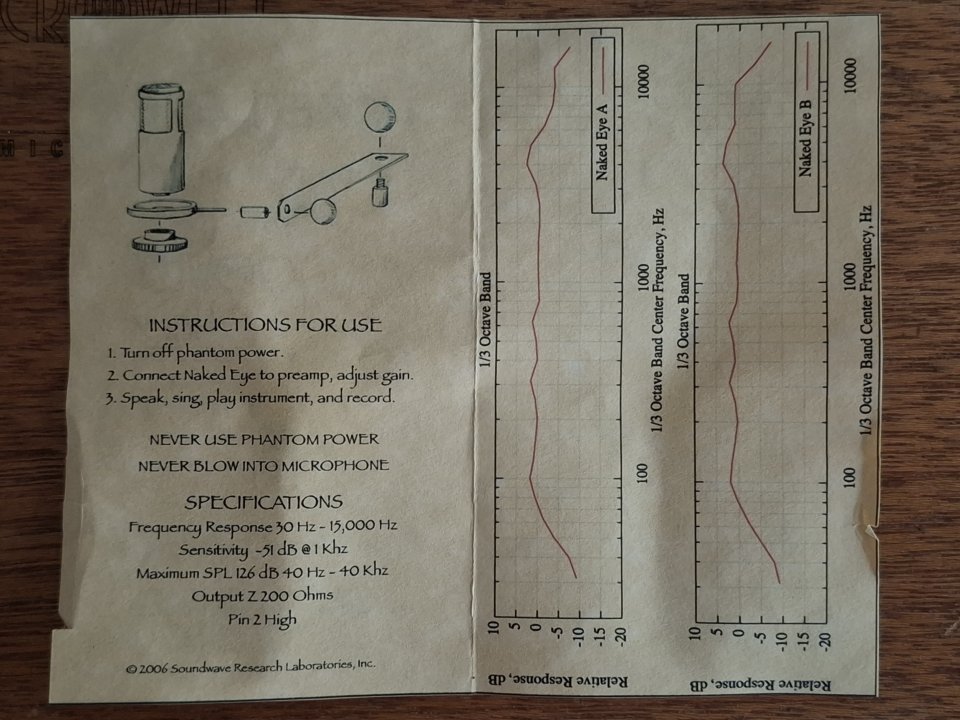 INSTRUCTIONS FOR USE
1. Turn off phantom power.
2. Connect Naked Eye to preamp, adjust gain.
3. Speak, sing, play instrument, and record.
NEVER USE PHANTOM POWER
NEVER BLOW INTO MICROPHONE
SPECIFICATIONS
Frequency Response 30 Hz - 15,000 Hz
Sensitivity -51 dB @ 1 Khz
Maximum SPL 126 dB 40 Hz - 40 Khz
Output Z 200 Ohms
Pin 2 High
© 2006 Soundwave Research Laboratories, Inc.
1/3 Octave Band
Relative Response, dB
10
5
0
-5
-10
-15
-20
Naked Eye A
100
1000
10000
1/3 Octave Band Center Frequency, Hz
1/3 Octave Band
Relative Response, dB
10
5
0
-5
-10
-15
-20
Naked Eye B
100
1000
10000
1/3 Octave Band Center Frequency, Hz